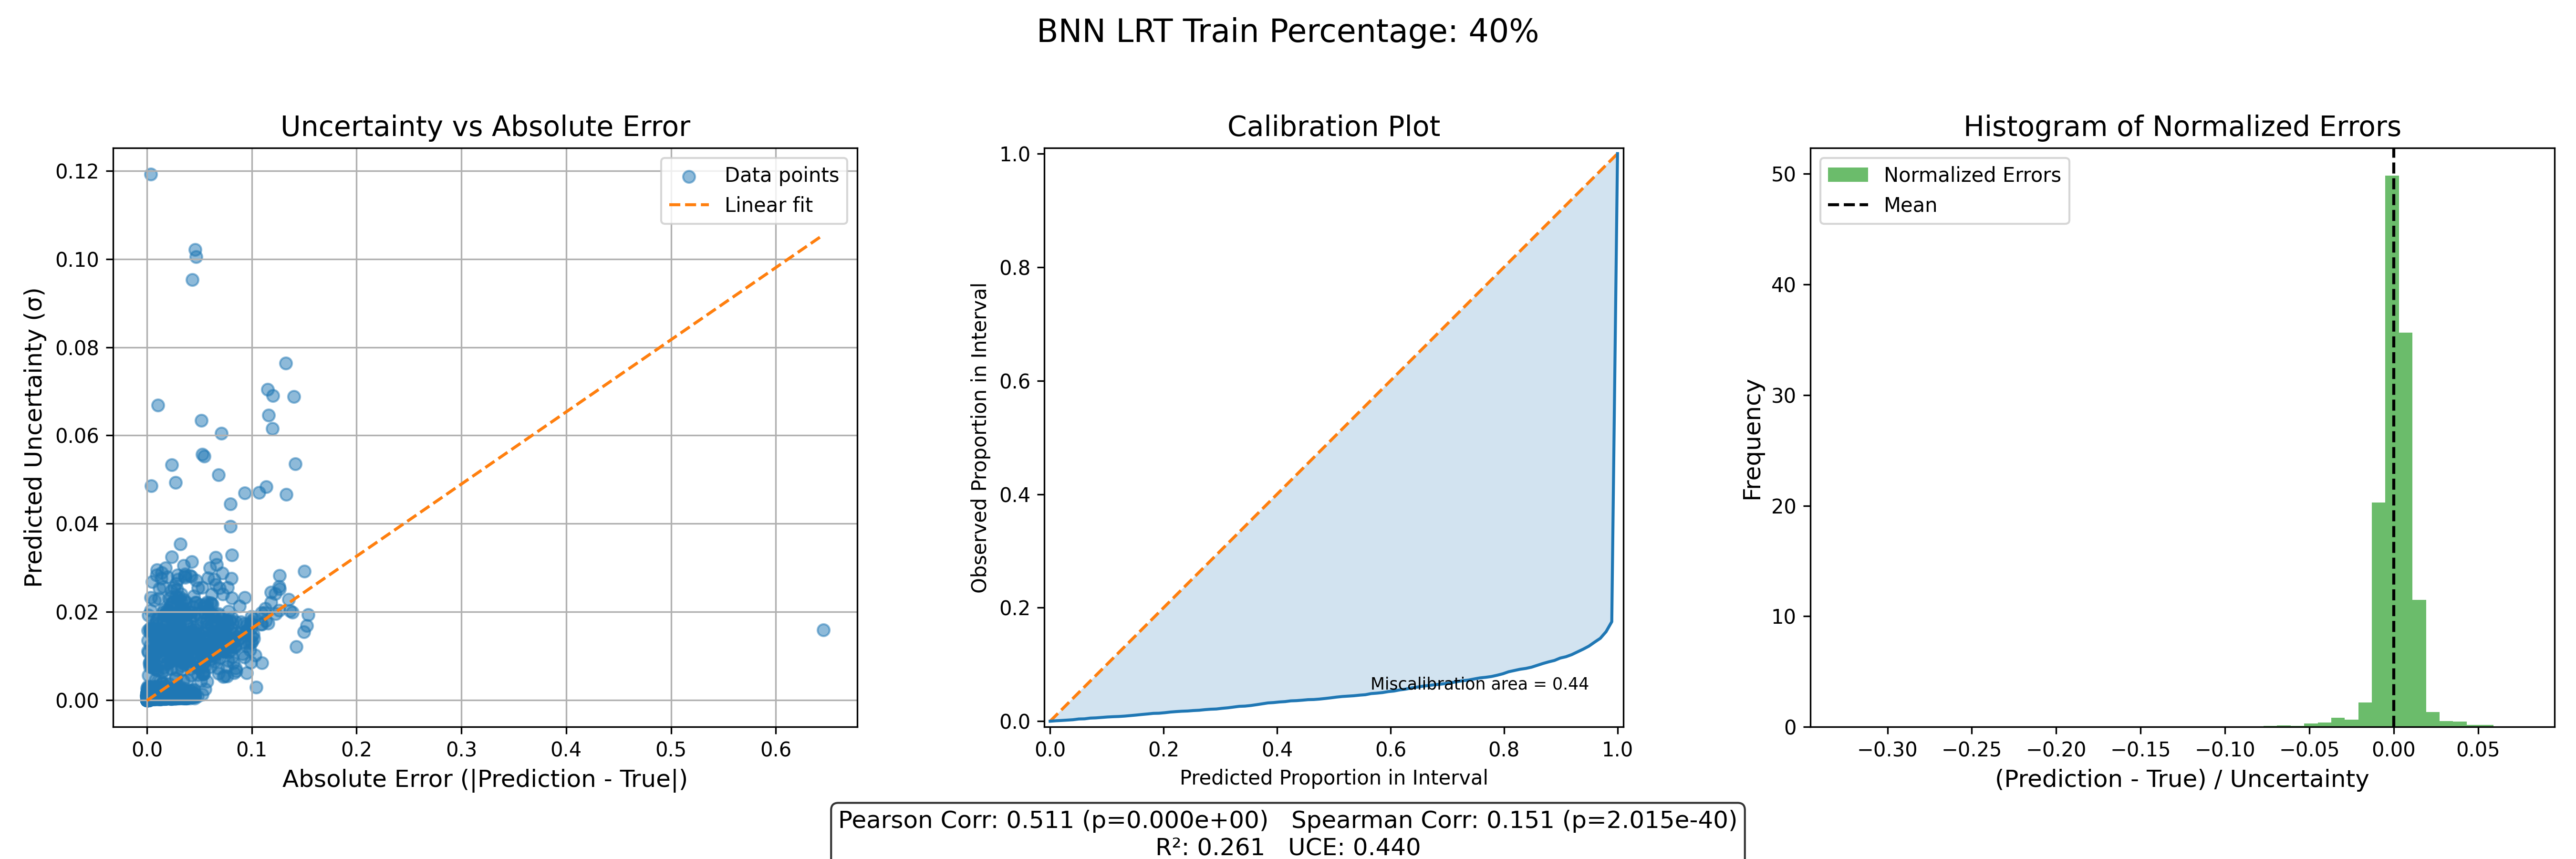 BNN LRT Train Percentage: 40%
Uncertainty vs Absolute Error
Predicted Uncertainty (σ)
0.12
0.10
0.08
0.06
0.04
0.02
0.00
Data points
Linear fit
0.0 0.1 0.2 0.3 0.4 0.5 0.6
Absolute Error (|Prediction - True|)
Calibration Plot
Observed Proportion in Interval
1.0
0.8
0.6
0.4
0.2
0.0
Miscalibration area = 0.44
0.0 0.2 0.4 0.6 0.8 1.0
Predicted Proportion in Interval
Histogram of Normalized Errors
Frequency
50
40
30
20
10
0
Normalized Errors
Mean
−0.30 −0.25 −0.20 −0.15 −0.10 −0.05 0.00 0.05
(Prediction - True) / Uncertainty
Pearson Corr: 0.511 (p=0.000e+00) Spearman Corr: 0.151 (p=2.015e-40)
R²: 0.261 UCE: 0.440